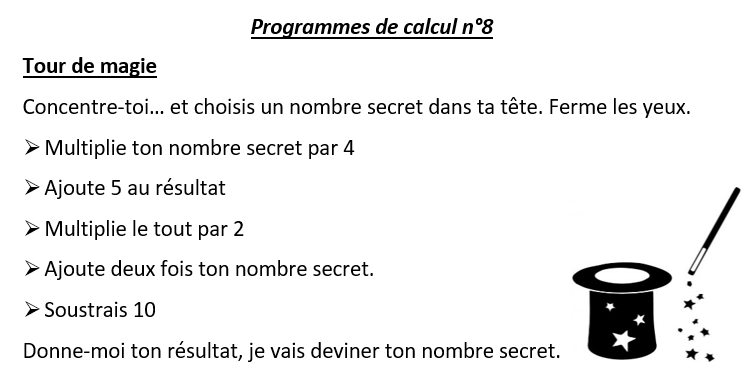 Programmes de calcul n°8
Tour de magie
Concentre-toi... et choisis un nombre secret dans ta tête. Ferme les yeux.
➢ Multiplie ton nombre secret par 4
➢ Ajoute 5 au résultat
➢ Multiplie le tout par 2
➢ Ajoute deux fois ton nombre secret.
➢ Soustrais 10
Donne-moi ton résultat, je vais deviner ton nombre secret.